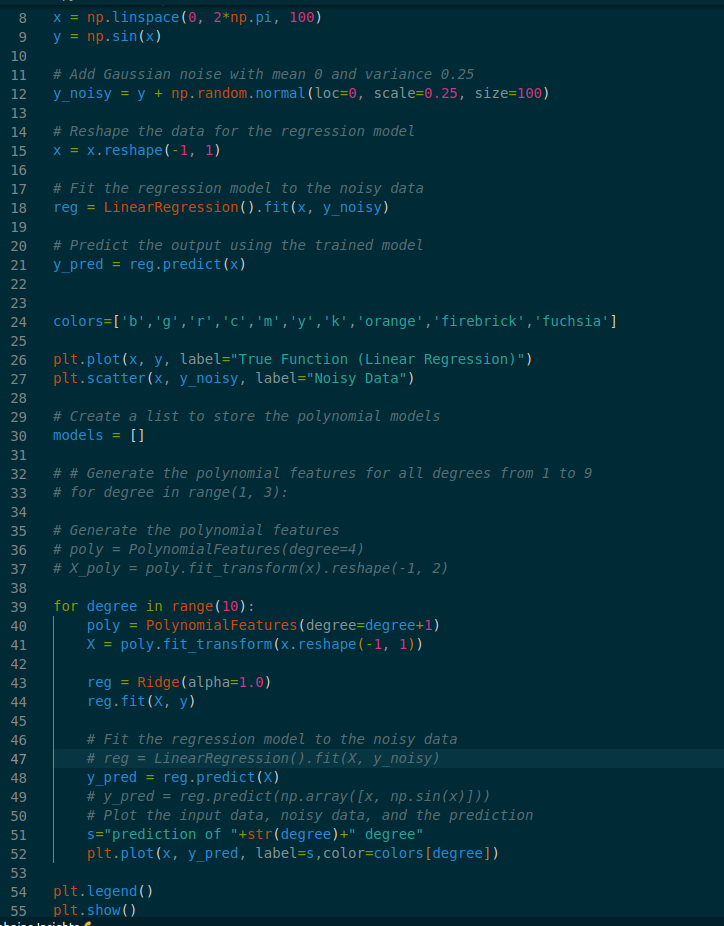 8 x = np.linspace(0, 2*np.pi, 100)
9 y = np.sin(x)
10
11 # Add Gaussian noise with mean 0 and variance 0.25
12 y_noisy = y + np.random.normal(loc=0, scale=0.25, size=100)
13
14 # Reshape the data for the regression model
15 x = x.reshape(-1, 1)
16
17 # Fit the regression model to the noisy data
18 reg = LinearRegression().fit(x, y_noisy)
19
20 # Predict the output using the trained model
21 y_pred = reg.predict(x)
22
23
24 colors=['b','g','r','c','m','y','k','orange','firebrick','fuchsia']
25
26 plt.plot(x, y, label="True Function (Linear Regression)")
27 plt.scatter(x, y_noisy, label="Noisy Data")
28
29 # Create a list to store the polynomial models
30 models = []
31
32 # # Generate the polynomial features for all degrees from 1 to 9
33 # for degree in range(1, 3):
34
35 # Generate the polynomial features
36 # poly = PolynomialFeatures(degree=4)
37 # X_poly = poly.fit_transform(x).reshape(-1, 2)
38
39 for degree in range(10):
40     poly = PolynomialFeatures(degree=degree+1)
41     X = poly.fit_transform(x.reshape(-1, 1))
42
43     reg = Ridge(alpha=1.0)
44     reg.fit(X, y)
45
46     # Fit the regression model to the noisy data
47     # reg = LinearRegression().fit(X, y_noisy)
48     y_pred = reg.predict(X)
49     # y_pred = reg.predict(np.array([x, np.sin(x)]))
50     # Plot the input data, noisy data, and the prediction
51     s="prediction of "+str(degree)+" degree"
52     plt.plot(x, y_pred, label=s,color=colors[degree])
53
54 plt.legend()
55 plt.show()